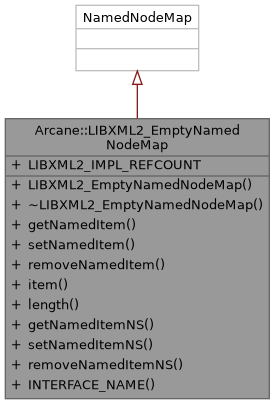 NamedNodeMap
Arcane::LIBXML2_EmptyNamed
NodeMap
+ LIBXML2_IMPL_REFCOUNT
+ LIBXML2_EmptyNamedNodeMap()
+ ~LIBXML2_EmptyNamedNodeMap()
+ getNamedItem()
+ setNamedItem()
+ removeNamedItem()
+ item()
+ length()
+ getNamedItemNS()
+ setNamedItemNS()
+ removeNamedItemNS()
+ INTERFACE_NAME()